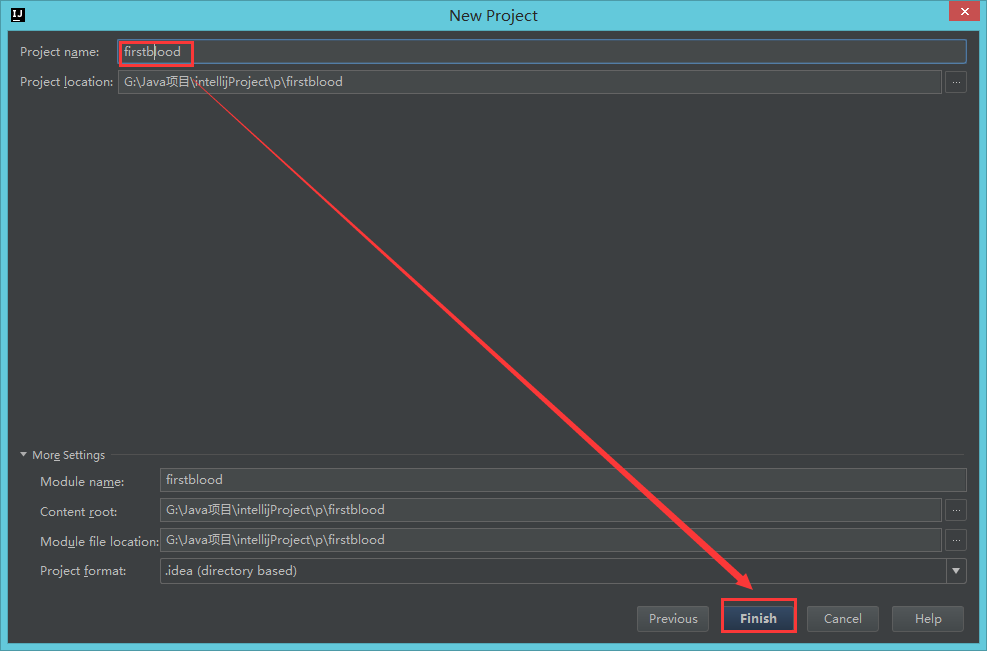 IJ
New Project
Project name: firstblood
Project location: G:\Java项目\intellijProject\p\firstblood ...
More Settings
Module name: firstblood
Content root: G:\Java项目\intellijProject\p\firstblood ...
Module file location: G:\Java项目\intellijProject\p\firstblood ...
Project format: .idea (directory based)
Previous Finish Cancel Help